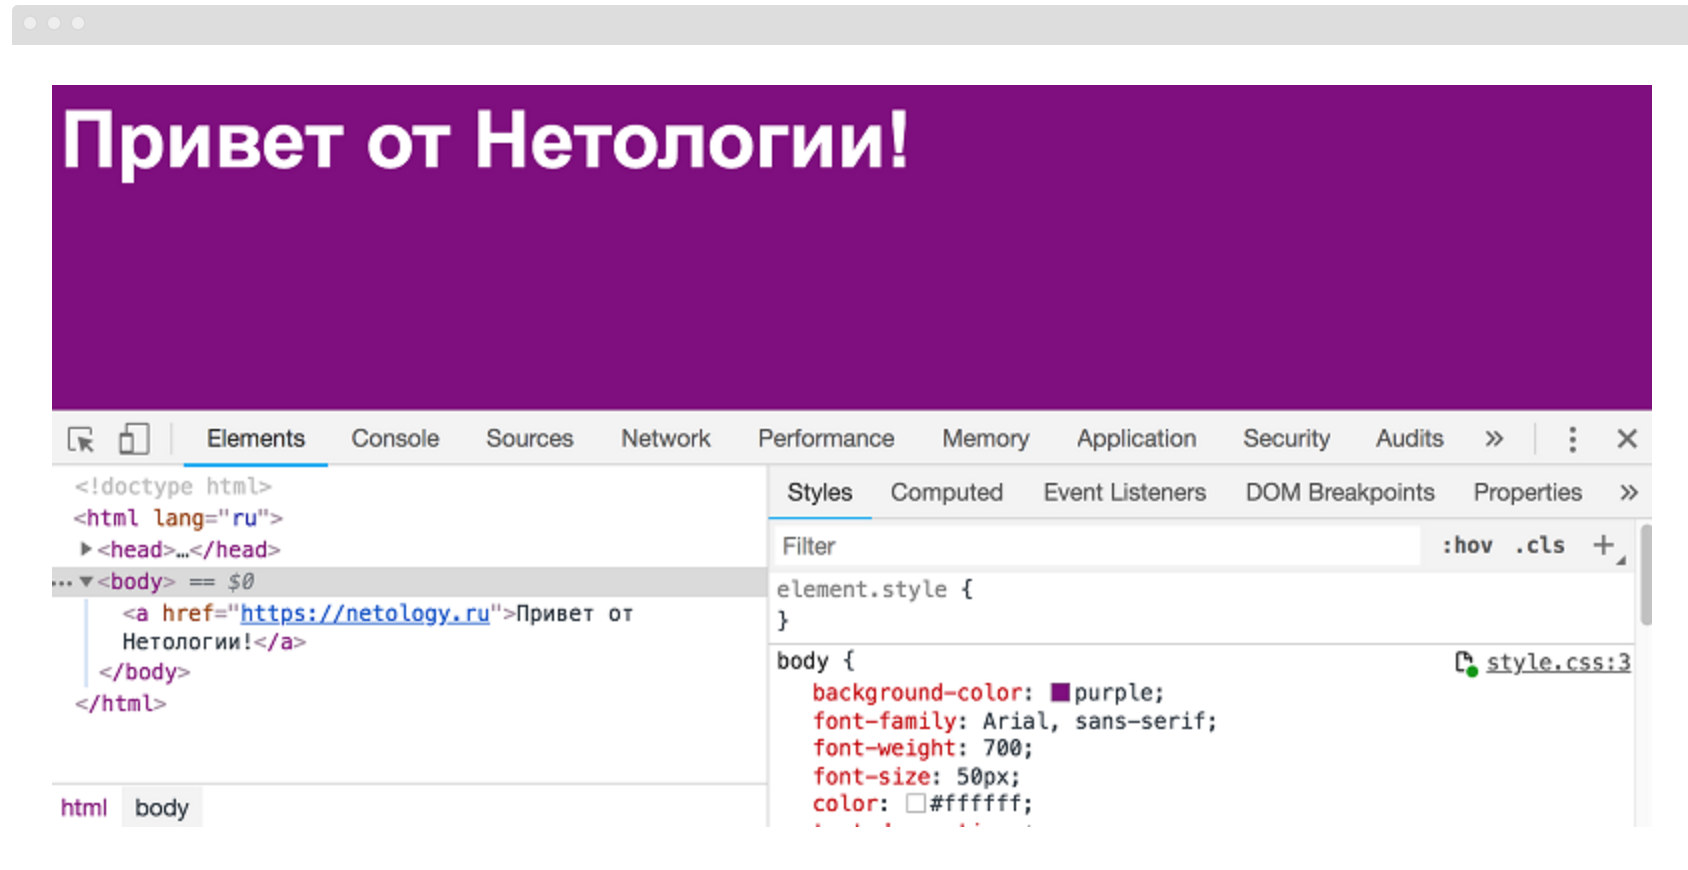 Привет от Нетологии!
Elements Console Sources Network Performance Memory Application Security Audits »
<!doctype html>
<html lang="ru">
<head>…</head>
… <body> == $0
<a href="https://netology.ru">Привет от
Нетологии!</a>
</body>
</html>
html body
Styles Computed Event Listeners DOM Breakpoints Properties »
Filter :hov .cls +
element.style {
}
body { style.css:3
background-color: purple;
font-family: Arial, sans-serif;
font-weight: 700;
font-size: 50px;
color: #ffffff;